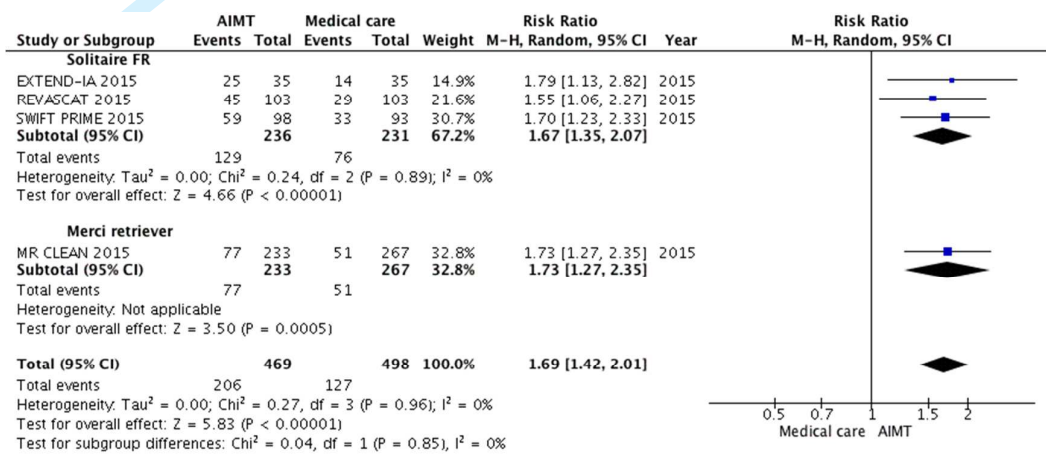 AIMT Medical care Risk Ratio Risk Ratio
Study or Subgroup Events Total Events Total Weight M-H, Random, 95% CI Year M-H, Random, 95% CI
Solitaire FR
EXTEND-IA 2015 25 35 14 35 14.9% 1.79 [1.13, 2.82] 2015
REVASCAT 2015 45 103 29 103 21.6% 1.55 [1.06, 2.27] 2015
SWIFT PRIME 2015 59 98 33 93 30.7% 1.70 [1.23, 2.33] 2015
Subtotal (95% CI) 236 231 67.2% 1.67 [1.35, 2.07]
Total events 129 76
Heterogeneity: Tau² = 0.00; Chi² = 0.24, df = 2 (P = 0.89); I² = 0%
Test for overall effect: Z = 4.66 (P < 0.00001)
Merci retriever
MR CLEAN 2015 77 233 51 267 32.8% 1.73 [1.27, 2.35] 2015
Subtotal (95% CI) 233 267 32.8% 1.73 [1.27, 2.35]
Total events 77 51
Heterogeneity: Not applicable
Test for overall effect: Z = 3.50 (P = 0.0005)
Total (95% CI) 469 498 100.0% 1.69 [1.42, 2.01]
Total events 206 127
Heterogeneity: Tau² = 0.00; Chi² = 0.27, df = 3 (P = 0.96); I² = 0%
Test for overall effect: Z = 5.83 (P < 0.00001)
Test for subgroup differences: Chi² = 0.04, df = 1 (P = 0.85), I² = 0%
0.5 0.7 1 1.5 2
Medical care AIMT